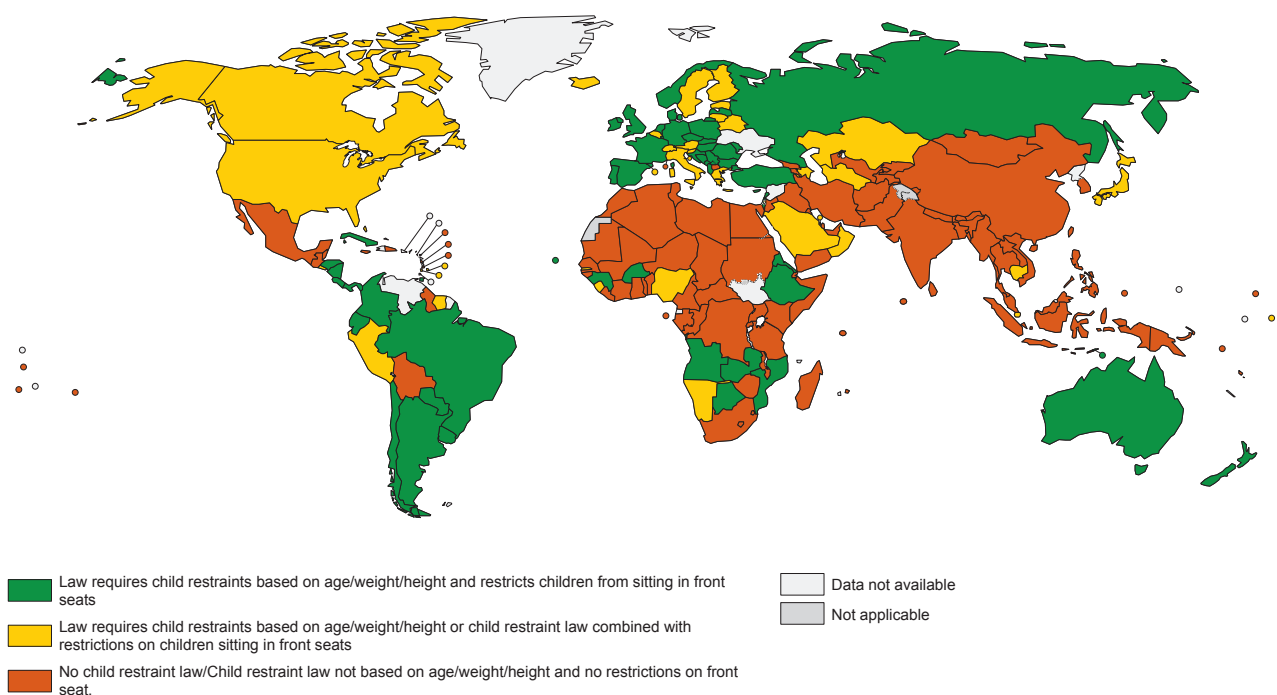 Law requires child restraints based on age/weight/height and restricts children from sitting in front
seats
Law requires child restraints based on age/weight/height or child restraint law combined with
restrictions on children sitting in front seats
No child restraint law/Child restraint law not based on age/weight/height and no restrictions on front
seat.
Data not available
Not applicable